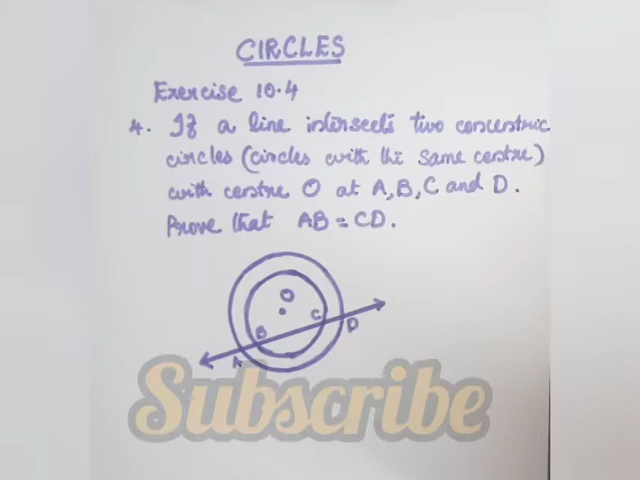 CIRCLES
Exercise 10.4
4. If a line intersects two concentric
circles (circles with the same centre)
with centre O at A, B, C and D.
Prove that AB = CD.
O
B
C
D
A
Subscribe